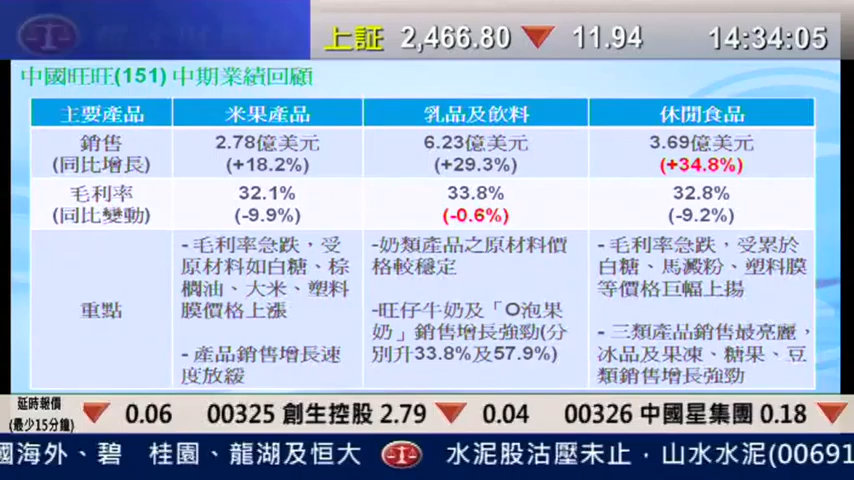 上証 2,466.80 11.94 14:34:05
中國旺旺(151) 中期業績回顧
主要產品 米果產品 乳品及飲料 休閒食品
銷售 2.78億美元 6.23億美元 3.69億美元
(同比增長) (+18.2%) (+29.3%) (+34.8%)
毛利率 32.1% 33.8% 32.8%
(同比變動) (-9.9%) (-0.6%) (-9.2%)
重點
- 毛利率急跌，受
原材料如白糖、棕
櫚油、大米、塑料
膜價格上漲
- 產品銷售增長速
度放緩
-奶類產品之原材料價
格較穩定
-旺仔牛奶及「O泡果
奶」銷售增長強勁(分
別升33.8%及57.9%)
- 毛利率急跌，受累於
白糖、馬澱粉、塑料膜
等價格巨幅上揚
- 三類產品銷售最亮麗，
冰品及果凍、糖果、豆
類銷售增長強勁
延時報價
(最少15分鐘)
0.06 00325 創生控股 2.79 0.04 00326 中國星集團 0.18
國海外、碧 桂園、龍湖及恒大 水泥股沽壓未止，山水水泥(00691